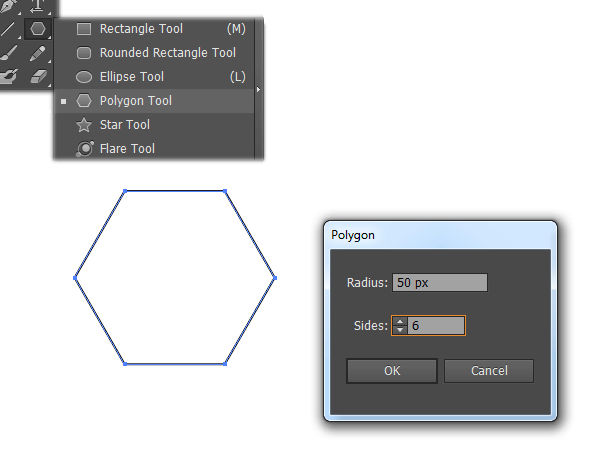 Rectangle Tool (M)
Rounded Rectangle Tool
Ellipse Tool (L)
Polygon Tool
Star Tool
Flare Tool
Polygon
Radius: 50 px
Sides: 6
OK Cancel